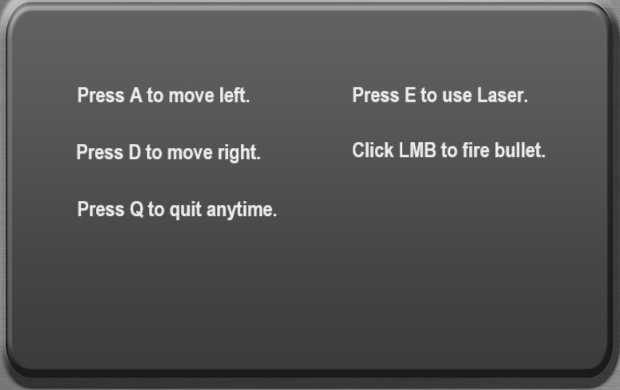 Press A to move left.
Press D to move right.
Press Q to quit anytime.
Press E to use Laser.
Click LMB to fire bullet.